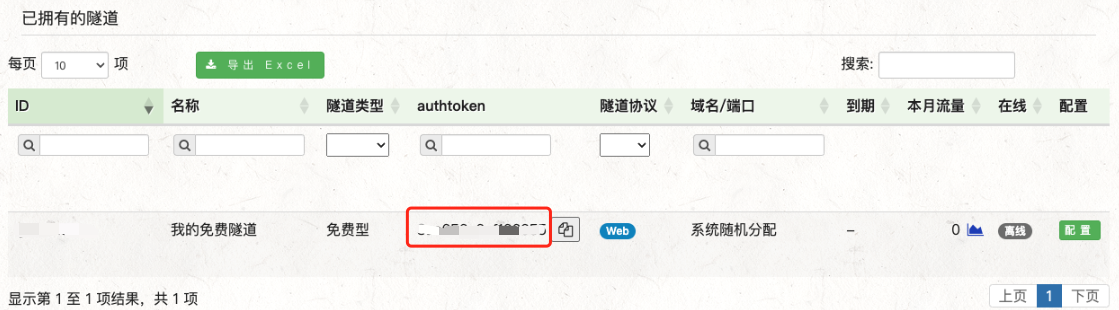 已拥有的隧道
每页 10 项 导出 Excel 搜索:
ID 名称 隧道类型 authtoken 隧道协议 域名/端口 到期 本月流量 在线 配置
我的免费隧道 免费型 Web 系统随机分配 – 0 离线 配置
显示第 1 至 1 项结果，共 1 项 上页 1 下页